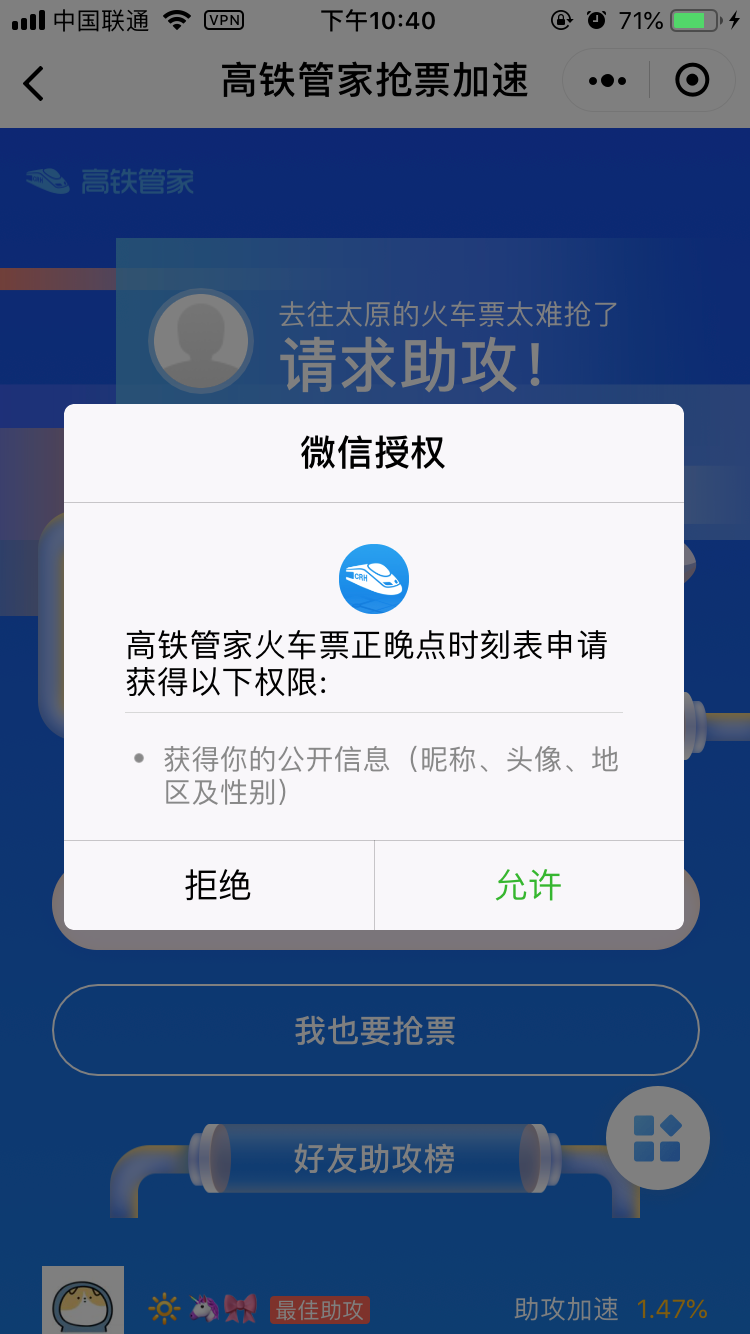 中国联通 VPN 下午10:40 71%
高铁管家抢票加速
高铁管家
去往太原的火车票太难抢了
请求助攻!
微信授权
CRH
高铁管家火车票正晚点时刻表申请
获得以下权限:
获得你的公开信息（昵称、头像、地
区及性别）
拒绝 允许
我也要抢票
好友助攻榜
最佳助攻 助攻加速 1.47%